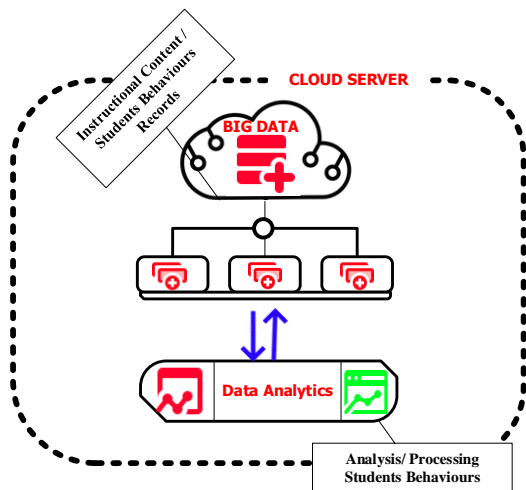 Instructional Content /
Students Behaviours
Records
CLOUD SERVER
BIG DATA
Data Analytics
Analysis/ Processing
Students Behaviours